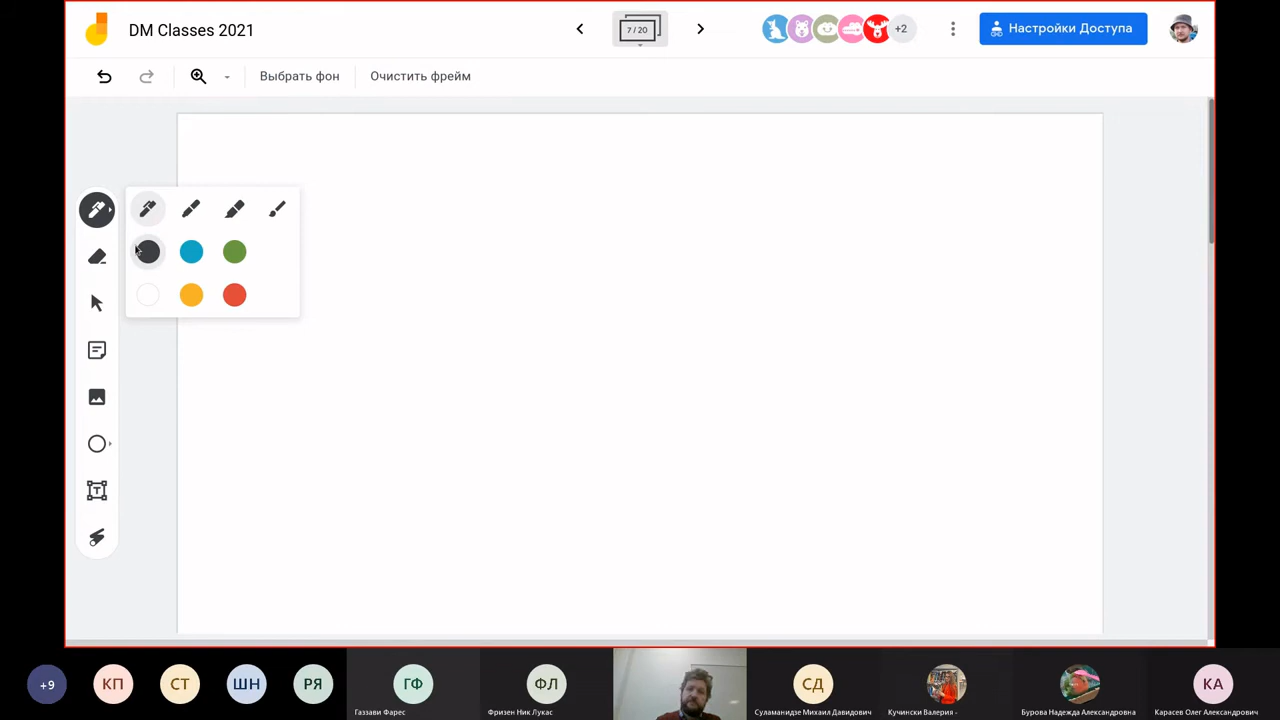 DM Classes 2021
7 / 20
+2
Настройки Доступа
Выбрать фон
Очистить фрейм
+9
КП
СТ
ШН
РЯ
ГФ
ФЛ
СД
КА
Газзави Фарес
Фризен Ник Лукас
Суламанидзе Михаил Давидович
Кучински Валерия -
Бурова Надежда Александровна
Карасев Олег Александрович